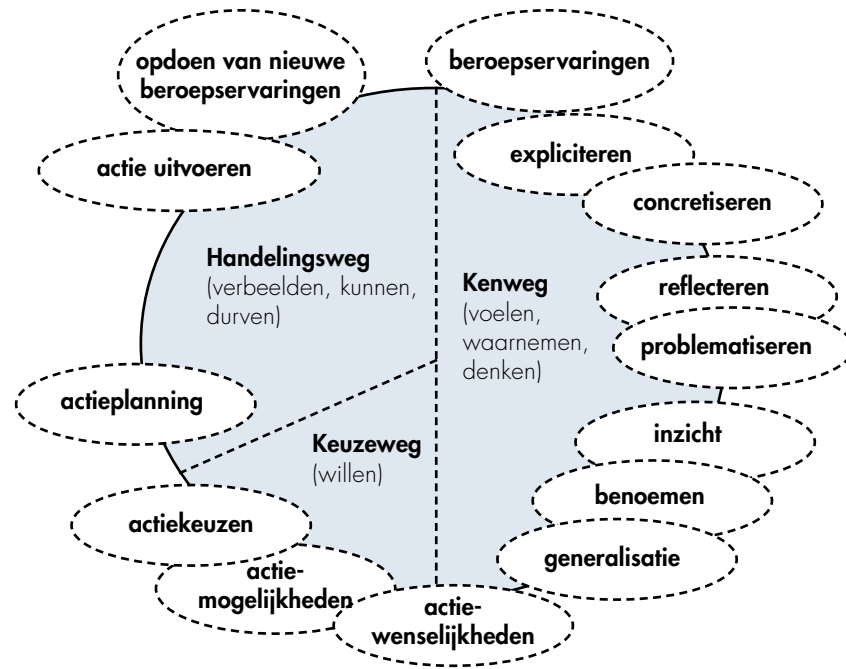 opdoen van nieuwe
beroepservaringen
beroepservaringen
actie uitvoeren
expliciteren
concretiseren
Handelingsweg
(verbeelden, kunnen,
durven)
Kenweg
(voelen,
waarnemen,
denken)
reflecteren
problematiseren
actieplanning
Keuzeweg
(willen)
inzicht
benoemen
generalisatie
actiekeuzen
actie-
mogelijkheden
actie-
wenselijkheden